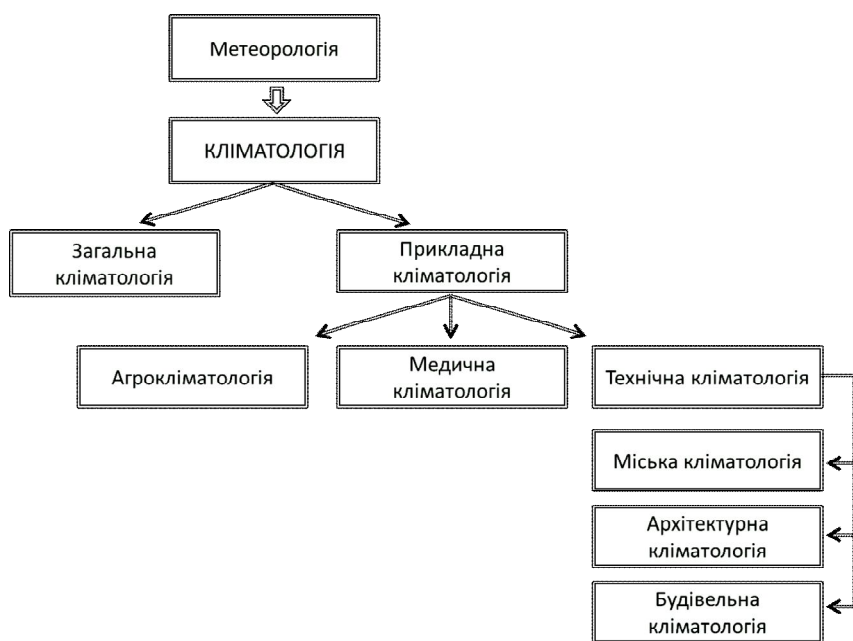 Метеорологія
КЛІМАТОЛОГІЯ
Загальна
кліматологія
Прикладна
кліматологія
Агрокліматологія
Медична
кліматологія
Технічна кліматологія
Міська кліматологія
Архітектурна
кліматологія
Будівельна
кліматологія